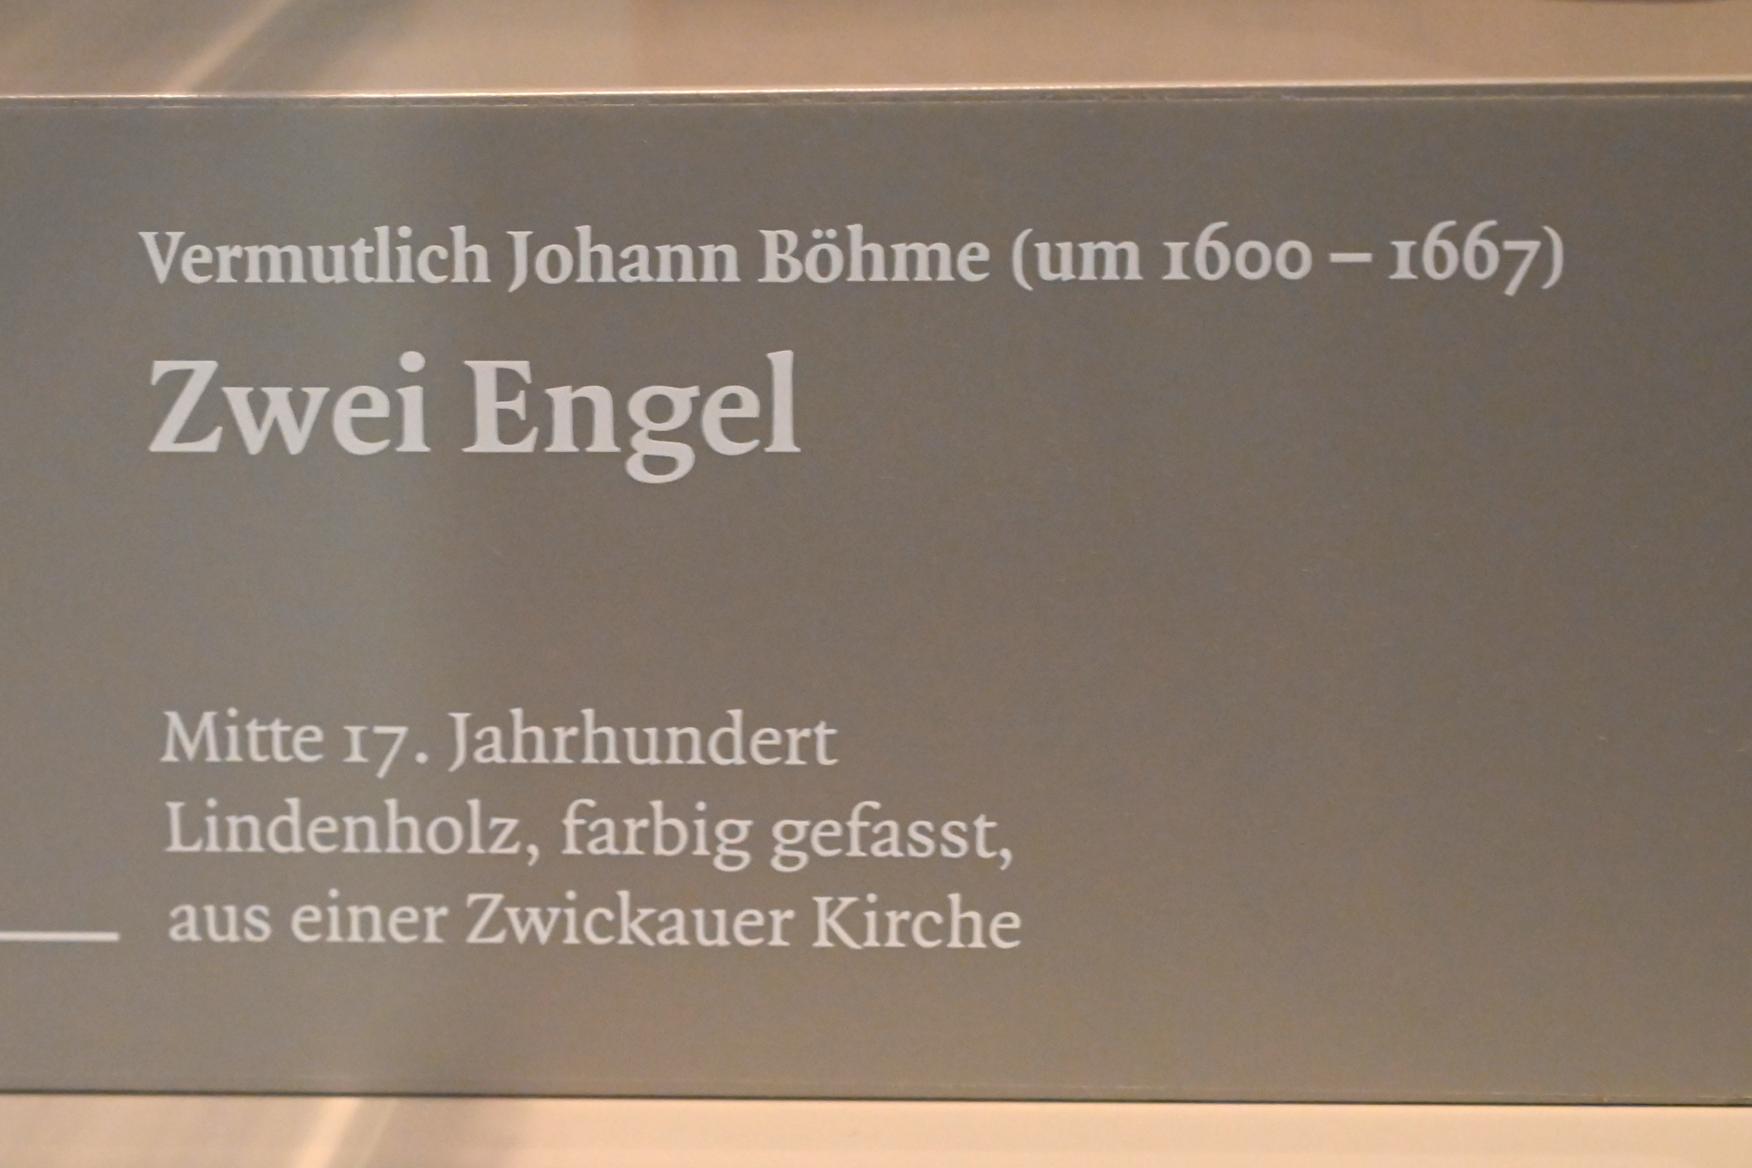 Vermutlich Johann Böhme (um 1600 – 1667)
Zwei Engel
Mitte 17. Jahrhundert
Lindenholz, farbig gefasst,
aus einer Zwickauer Kirche